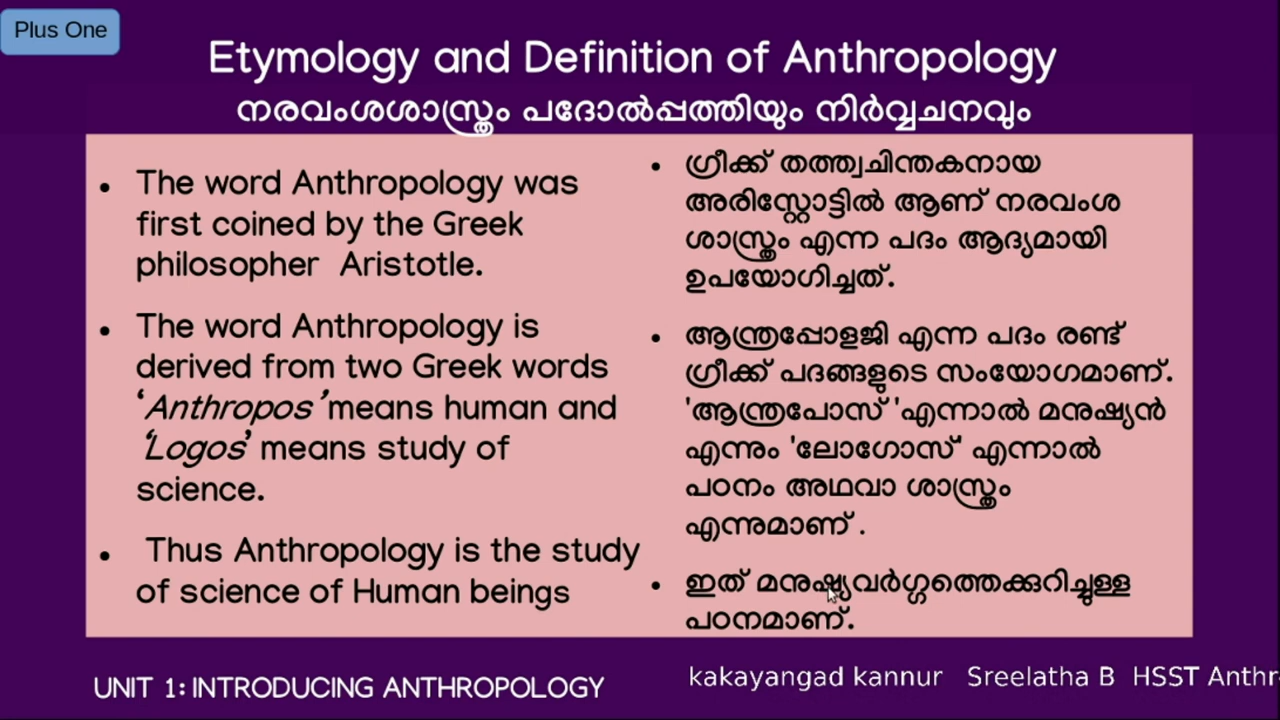 Plus One
Etymology and Definition of Anthropology
നരവംശശാസ്ത്രം പദോൽപ്പത്തിയും നിർവ്വചനവും
• The word Anthropology was
first coined by the Greek
philosopher Aristotle.
• The word Anthropology is
derived from two Greek words
‘Anthropos ’means human and
‘Logos’ means study of
science.
• Thus Anthropology is the study
of science of Human beings
• ഗ്രീക്ക് തത്ത്വചിന്തകനായ
അരിസ്റ്റോട്ടിൽ ആണ് നരവംശ
ശാസ്ത്രം എന്ന പദം ആദ്യമായി
ഉപയോഗിച്ചത്.
• ആന്ത്രപ്പോളജി എന്ന പദം രണ്ട്
ഗ്രീക്ക് പദങ്ങളുടെ സംയോഗമാണ്.
'ആന്ത്രപോസ് 'എന്നാൽ മനുഷ്യൻ
എന്നും 'ലോഗോസ്' എന്നാൽ
പഠനം അഥവാ ശാസ്ത്രം
എന്നുമാണ് .
• ഇത് മനുഷ്യവർഗ്ഗത്തെക്കുറിച്ചുള്ള
പഠനമാണ്.
UNIT 1: INTRODUCING ANTHROPOLOGY
kakayangad kannur Sreelatha B HSST Anthr